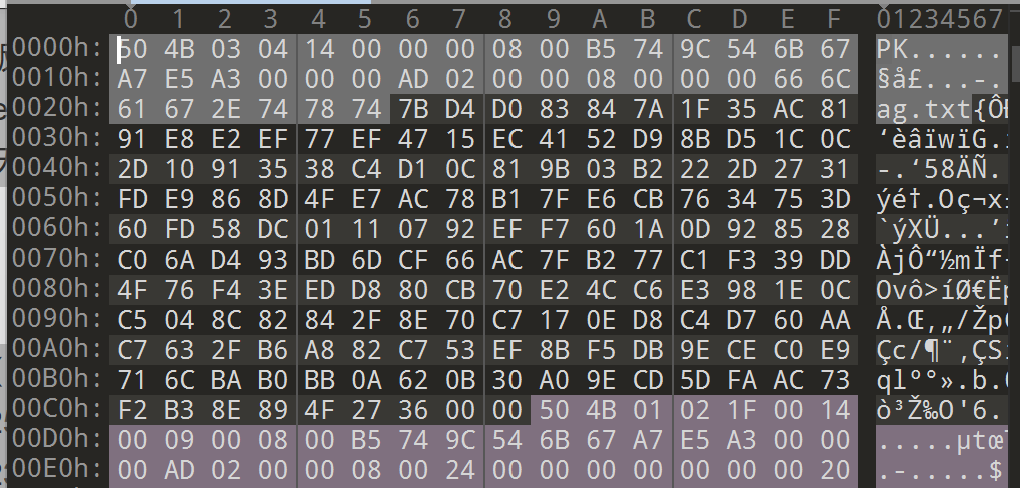 0 1 2 3 4 5 6 7 8 9 A B C D E F 01234567
0000h: 50 4B 03 04 14 00 00 00 08 00 B5 74 9C 54 6B 67 PK......
0010h: A7 E5 A3 00 00 00 AD 02 00 00 08 00 00 00 66 6C §å£...-.
0020h: 61 67 2E 74 78 74 7B D4 D0 83 84 7A 1F 35 AC 81 ag.txt{Ô
0030h: 91 E8 E2 EF 77 EF 47 15 EC 41 52 D9 8B D5 1C 0C ‘èâïwïG.
0040h: 2D 10 91 35 38 C4 D1 0C 81 9B 03 B2 22 2D 27 31 -.‘58ÄÑ.
0050h: FD E9 86 8D 4F E7 AC 78 B1 7F E6 CB 76 34 75 3D ýé†.Oç¬x
0060h: 60 FD 58 DC 01 11 07 92 EF F7 60 1A 0D 92 85 28 `ýXÜ...’
0070h: C0 6A D4 93 BD 6D CF 66 AC 7F B2 77 C1 F3 39 DD ÀjÔ“½mÏf
0080h: 4F 76 F4 3E ED D8 80 CB 70 E2 4C C6 E3 98 1E 0C Ovô>íØ€Ëp
0090h: C5 04 8C 82 84 2F 8E 70 C7 17 0E D8 C4 D7 60 AA Å.Œ‚„/Žp
00A0h: C7 63 2F B6 A8 82 C7 53 EF 8B F5 DB 9E CE C0 E9 Çc/¶¨‚ÇS
00B0h: 71 6C BA B0 BB 0A 62 0B 30 A0 9E CD 5D FA AC 73 qlº°».b.
00C0h: F2 B3 8E 89 4F 27 36 00 00 50 4B 01 02 1F 00 14 ò³Ž‰O'6.
00D0h: 00 09 00 08 00 B5 74 9C 54 6B 67 A7 E5 A3 00 00 .....µtœ
00E0h: 00 AD 02 00 00 08 00 24 00 00 00 00 00 00 00 20 .-.....$